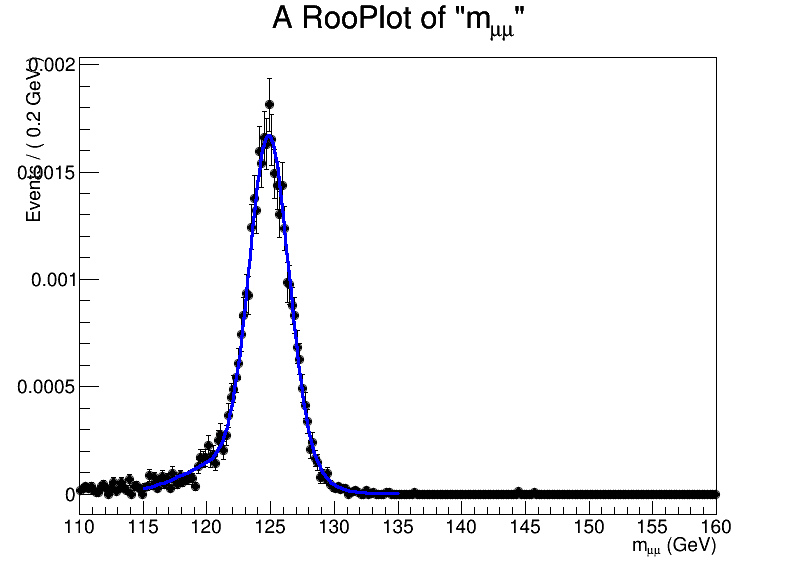 A RooPlot of "mμμ"
Events / ( 0.2 GeV )
0.002
0.0015
0.001
0.0005
0
110 115 120 125 130 135 140 145 150 155 160
mμμ (GeV)